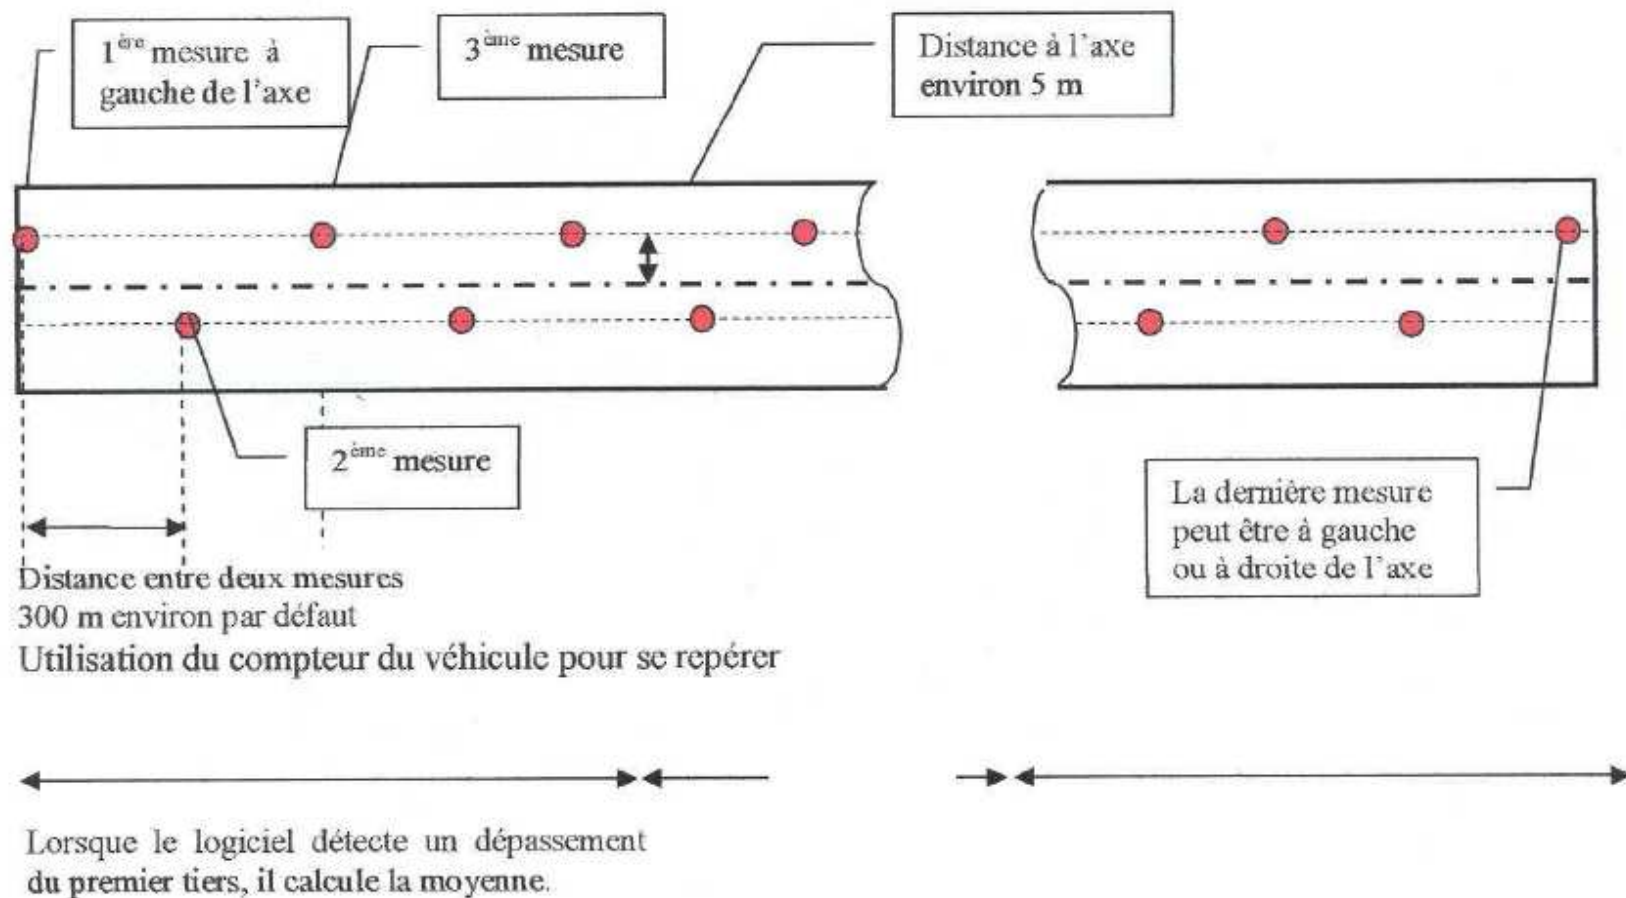 1ère mesure à
gauche de l'axe
3ème mesure
Distance à l'axe
environ 5 m
2ème mesure
La dernière mesure
peut être à gauche
ou à droite de l'axe
Distance entre deux mesures
300 m environ par défaut
Utilisation du compteur du véhicule pour se repérer
Lorsque le logiciel détecte un dépassement
du premier tiers, il calcule la moyenne.